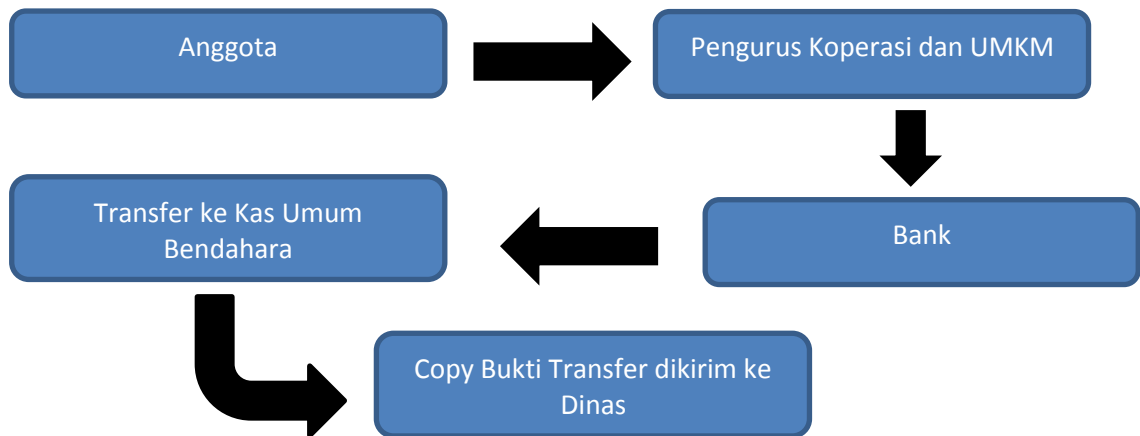 Anggota
Pengurus Koperasi dan UMKM
Transfer ke Kas Umum
Bendahara
Bank
Copy Bukti Transfer dikirim ke
Dinas